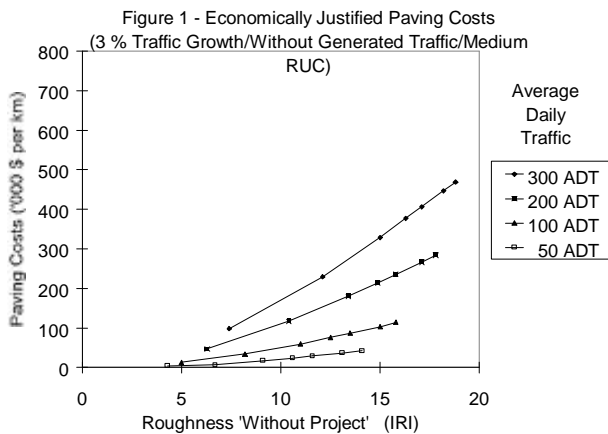 Figure 1 - Economically Justified Paving Costs
(3 % Traffic Growth/Without Generated Traffic/Medium
RUC)
800
700
600
500
400
300
200
100
0
Paving Costs ('000 $ per km)
0 5 10 15 20
Roughness 'Without Project' (IRI)
Average
Daily
Traffic
300 ADT
200 ADT
100 ADT
50 ADT